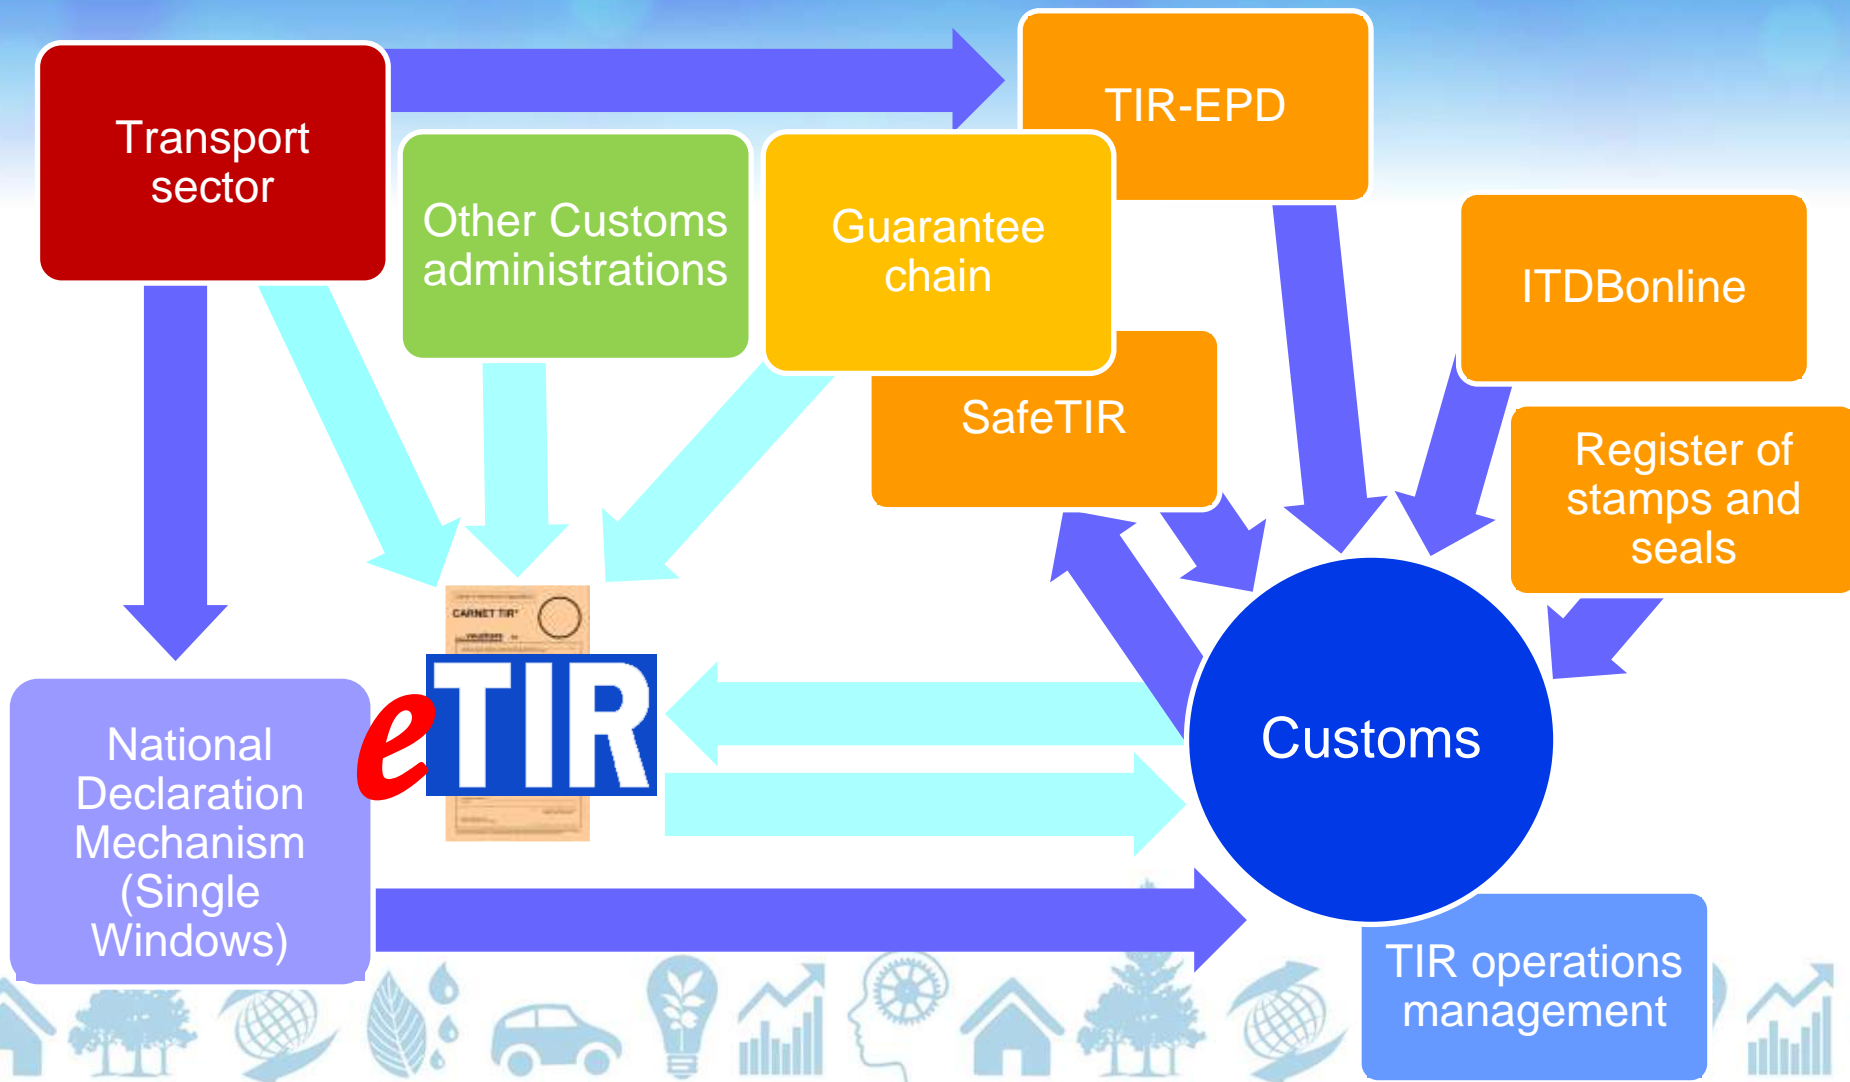 Transport
sector
TIR-EPD
Other Customs
administrations
Guarantee
chain
ITDBonline
SafeTIR
Register of
stamps and
seals
CARNET TIR*
vouchers
eTIR
National
Declaration
Mechanism
(Single
Windows)
Customs
TIR operations
management